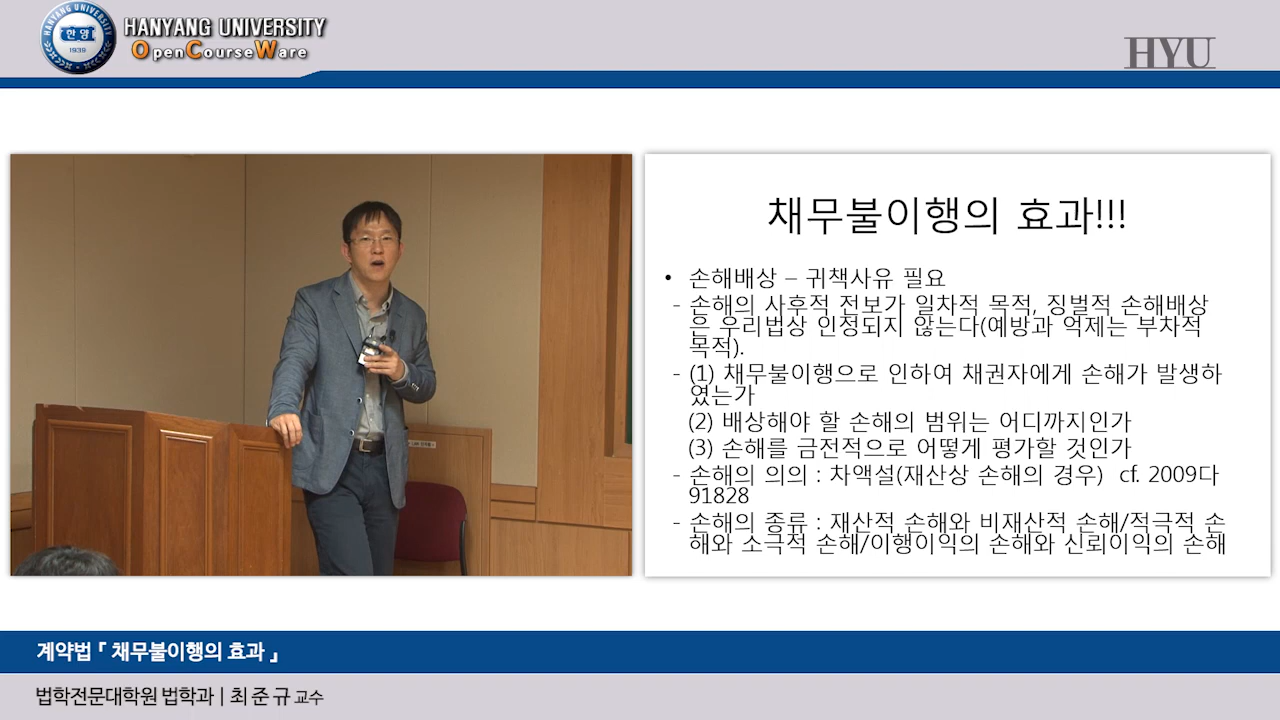 HANYANG UNIVERSITY
OpenCourseWare
HANYANG UNIVERSITY
한양
1939
HYU
채무불이행의 효과!!!
• 손해배상 – 귀책사유 필요
- 손해의 사후적 전보가 일차적 목적, 징벌적 손해배상
은 우리법상 인정되지 않는다(예방과 억제는 부차적
목적).
- (1) 채무불이행으로 인하여 채권자에게 손해가 발생하
였는가
(2) 배상해야 할 손해의 범위는 어디까지인가
(3) 손해를 금전적으로 어떻게 평가할 것인가
- 손해의 의의 : 차액설(재산상 손해의 경우) cf. 2009다
91828
- 손해의 종류 : 재산적 손해와 비재산적 손해/적극적 손
해와 소극적 손해/이행이익의 손해와 신뢰이익의 손해
계약법 「 채무불이행의 효과 」
법학전문대학원 법학과 | 최 준 규 교수